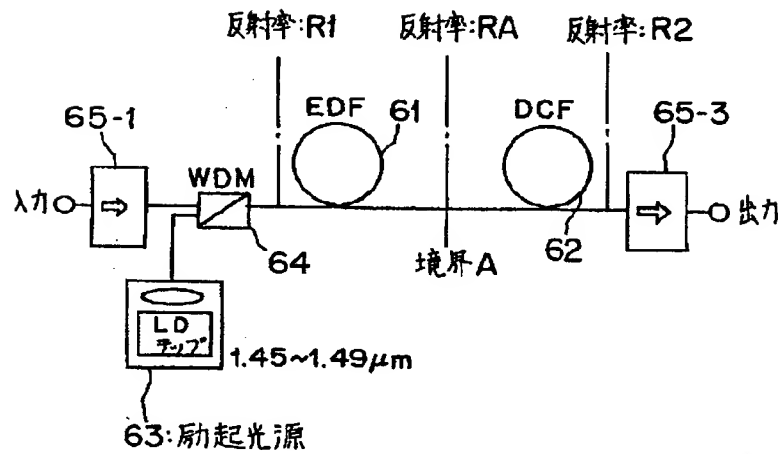 反射率:R1
反射率:RA
反射率:R2
65-1
EDF
61
DCF
65-3
WDM
入力
出力
64
境界A
62
LD
チップ
1.45~1.49μm
63:励起光源